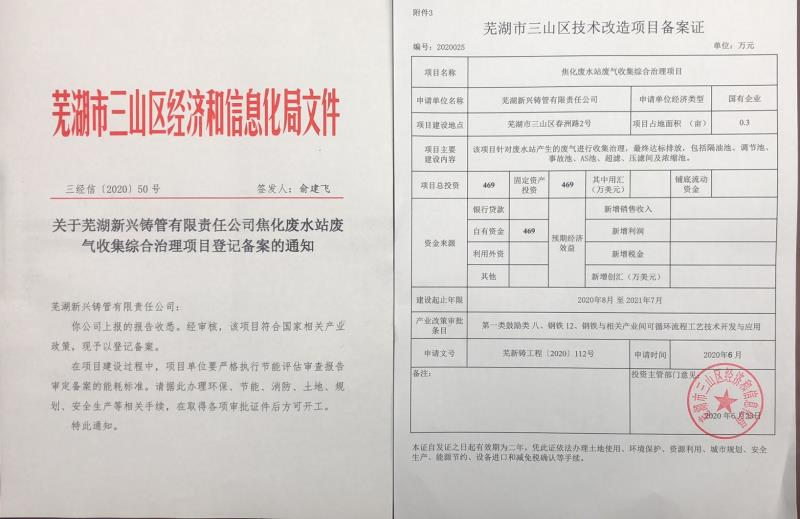 芜湖市三山区经济和信息化局文件
三经信〔2020〕50号 签发人：俞建飞
关于芜湖新兴铸管有限责任公司焦化废水站废
气收集综合治理项目登记备案的通知
芜湖新兴铸管有限责任公司：
你公司上报的报告收悉。经审核，该项目符合国家相关产业
政策，现予以登记备案。
在项目建设过程中，项目单位要严格执行节能评估审查报告
审定备案的能耗标准。请据此办理环保、节能、消防、土地、规
划、安全生产等相关手续，在取得各项审批证件后方可开工。
特此通知。
附件3
芜湖市三山区技术改造项目备案证
编号：2020025 单位：万元
项目名称 焦化废水站废气收集综合治理项目
申请单位名称 芜湖新兴铸管有限责任公司 申请单位经济类型 国有企业
项目建设地点 芜湖市三山区春洲路2号 项目占地面积（亩） 0.3
项目主要
建设内容 该项目针对废水站产生的废气进行收集治理，最终达标排放，包括隔油池、调节池、
事故池、AS池、超滤、压滤间及浓缩池。
项目总投资 469 固定资产
投资 469 其中用汇
（万美元） 铺底流动
资金
资金来源 银行贷款 预期经济
效益 新增销售收入
自有资金 469 新增利润
利用外资 新增税金
其他 新增创汇（万美元）
建设起止年限 2020年8月 至 2021年7月
产业政策审批
条目 第一类鼓励类 八、钢铁 12、钢铁与相关产业间可循环流程工艺技术开发与应用
申请文号 芜新铸工程〔2020〕112号 申请时间 2020年6月
备注： 投资主管部门意见：
芜湖市三山区经济和信息化局
2020年6月23日
本证自发证之日起有效期为二年，凭此证依法办理土地使用、环境保护、资源利用、城市规划、安全
生产、能源节约、设备进口和减免税确认等手续。